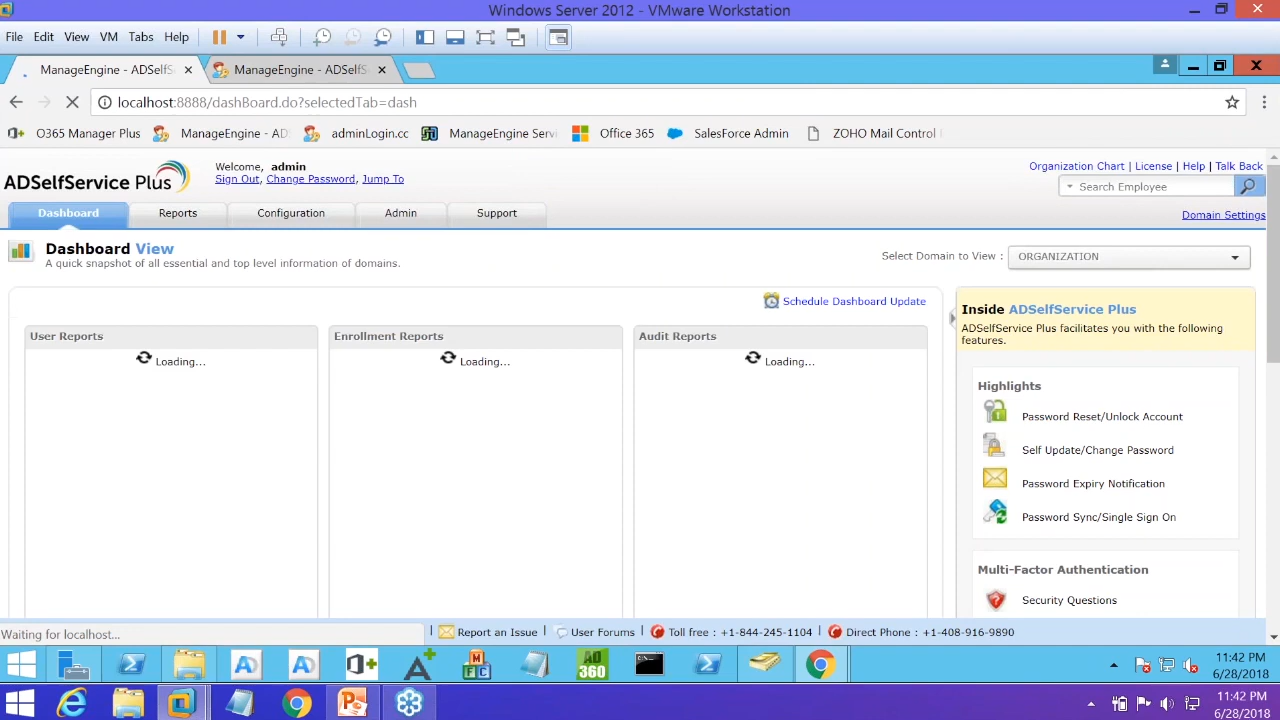 Windows Server 2012 - VMware Workstation
File Edit View VM Tabs Help
ManageEngine - ADSelfS
ManageEngine - ADSelfS
localhost:8888/dashBoard.do?selectedTab=dash
O365 Manager Plus ManageEngine - AD adminLogin.cc ManageEngine Servi Office 365 SalesForce Admin ZOHO Mail Control
ADSelfService Plus
Welcome, admin
Sign Out, Change Password, Jump To
Organization Chart | License | Help | Talk Back
Search Employee
Dashboard Reports Configuration Admin Support
Domain Settings
Dashboard View
A quick snapshot of all essential and top level information of domains.
Select Domain to View : ORGANIZATION
Schedule Dashboard Update
User Reports
Loading...
Enrollment Reports
Loading...
Audit Reports
Loading...
Inside ADSelfService Plus
ADSelfService Plus facilitates you with the following
features.
Highlights
Password Reset/Unlock Account
Self Update/Change Password
Password Expiry Notification
Password Sync/Single Sign On
Multi-Factor Authentication
Security Questions
Waiting for localhost...
Report an Issue | User Forums | Toll free : +1-844-245-1104 | Direct Phone : +1-408-916-9890
AD
360
11:42 PM
6/28/2018
11:42 PM
6/28/2018